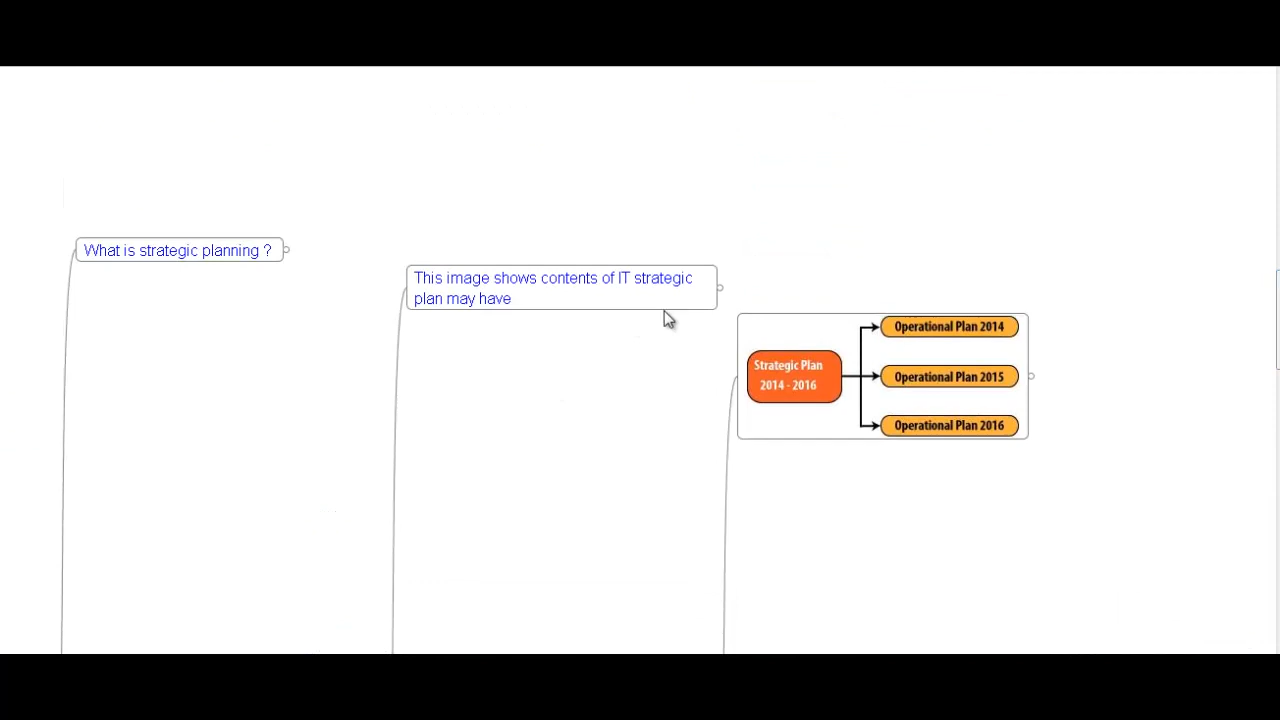 What is strategic planning ?
This image shows contents of IT strategic
plan may have
Strategic Plan
2014 - 2016
Operational Plan 2014
Operational Plan 2015
Operational Plan 2016